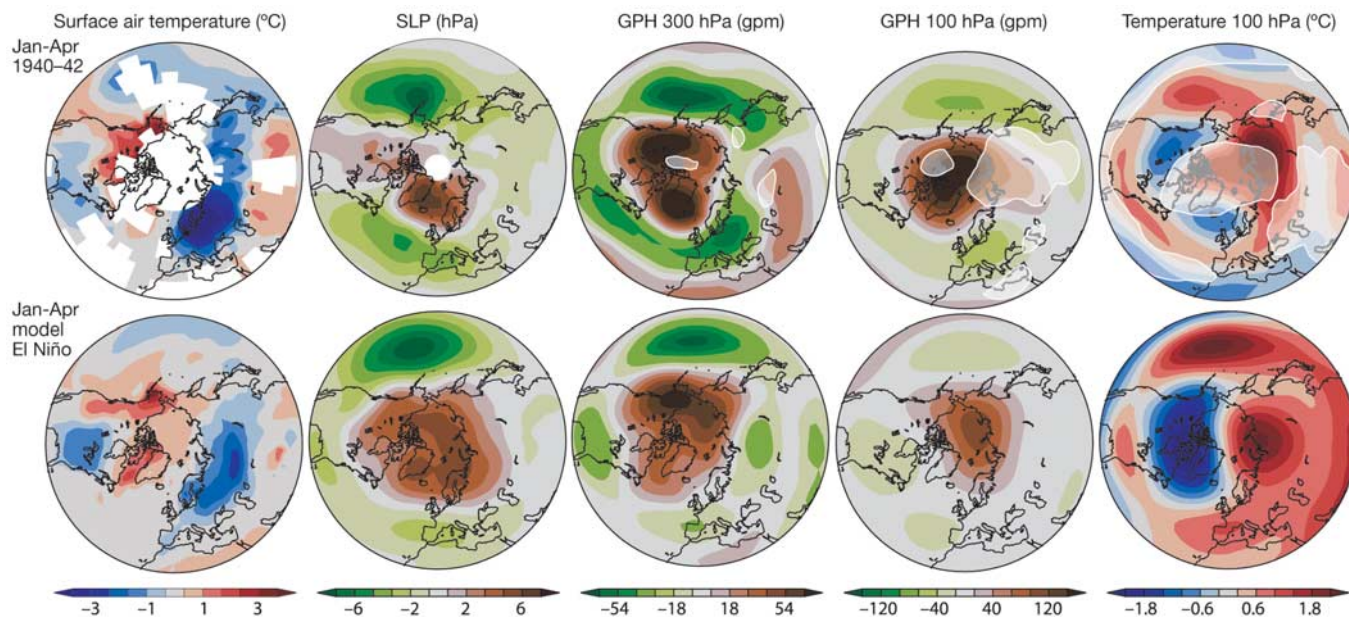 Surface air temperature (ºC)
SLP (hPa)
GPH 300 hPa (gpm)
GPH 100 hPa (gpm)
Temperature 100 hPa (ºC)
Jan-Apr
1940–42
Jan-Apr
model
El Niño
−3 −1 1 3
−6 −2 2 6
−54 −18 18 54
−120 −40 40 120
−1.8 −0.6 0.6 1.8